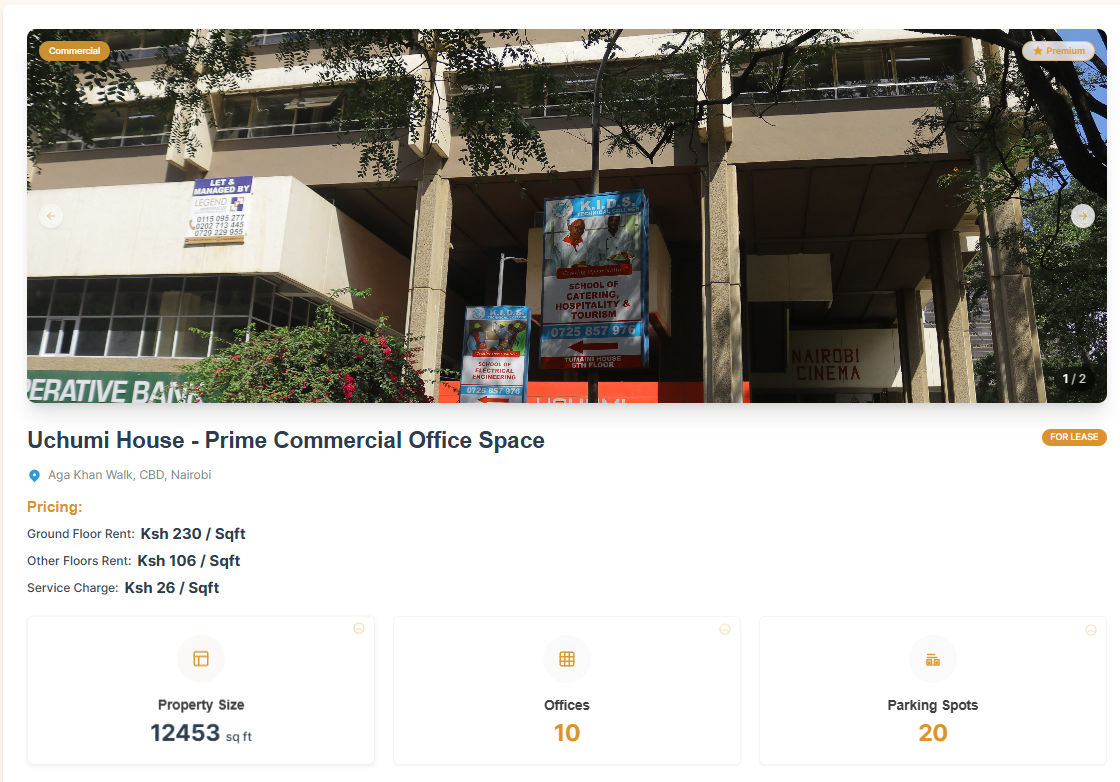 Commercial
Premium
LET &
MANAGED BY
LEGEND
0115 095 277
0202 713 445
0729 229 955
K.I.D.S.
TECHNICAL COLLEGE
SCHOOL OF
CATERING,
HOSPITALITY &
TOURISM
0725 857 976
TUMAINI HOUSE
6TH FLOOR
K.I.D.S.
SCHOOL OF
ELECTRICAL
ENGINEERING
0725 857 976
NAIROBI
CINEMA
ERATIVE BANK
UCHUMI
1 / 2
Uchumi House - Prime Commercial Office Space
FOR LEASE
Aga Khan Walk, CBD, Nairobi
Pricing:
Ground Floor Rent: Ksh 230 / Sqft
Other Floors Rent: Ksh 106 / Sqft
Service Charge: Ksh 26 / Sqft
Property Size
12453 sq ft
Offices
10
Parking Spots
20